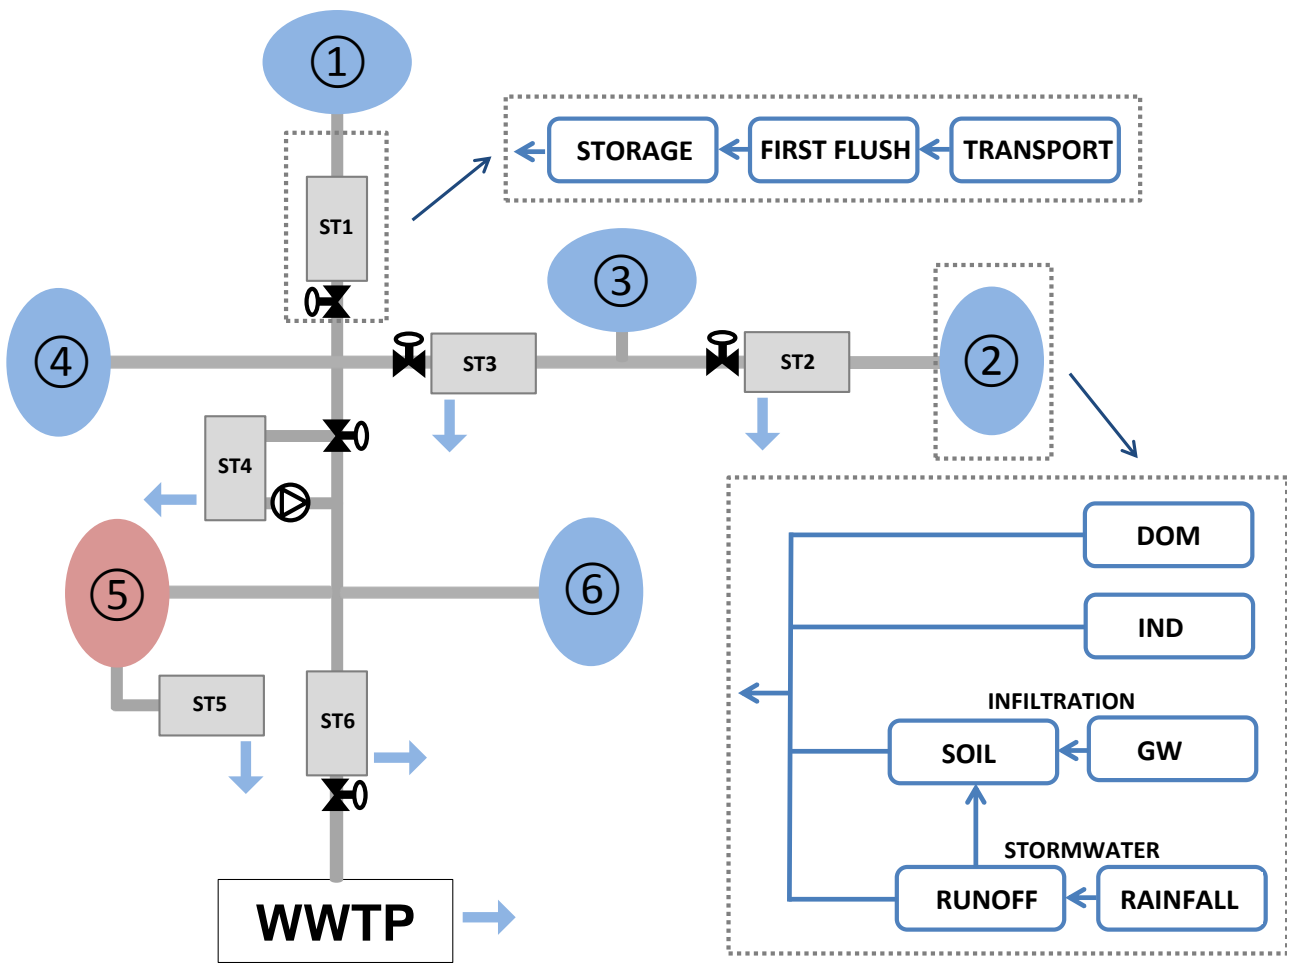 1
STORAGE
FIRST FLUSH
TRANSPORT
ST1
3
4
ST3
ST2
2
ST4
DOM
5
6
IND
ST5
ST6
INFILTRATION
SOIL
GW
STORMWATER
RUNOFF
RAINFALL
WWTP